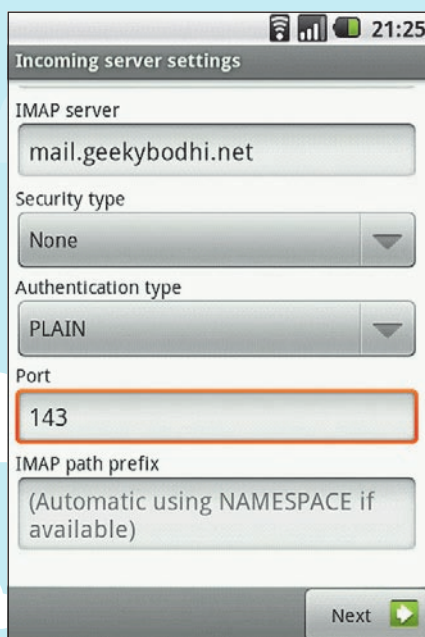 21:25
Incoming server settings
IMAP server
mail.geekybodhi.net
Security type
None
Authentication type
PLAIN
Port
143
IMAP path prefix
(Automatic using NAMESPACE if
available)
Next